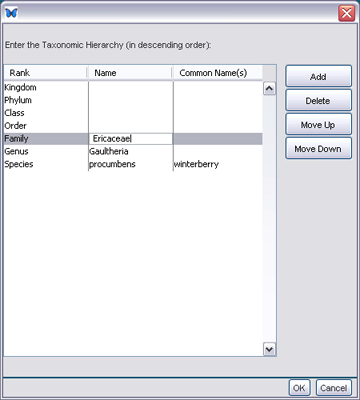 Enter the Taxonomic Hierarchy (in descending order):
Rank Name Common Name(s)
Kingdom
Phylum
Class
Order
Family Ericaceae
Genus Gaultheria
Species procumbens winterberry
Add
Delete
Move Up
Move Down
OK Cancel